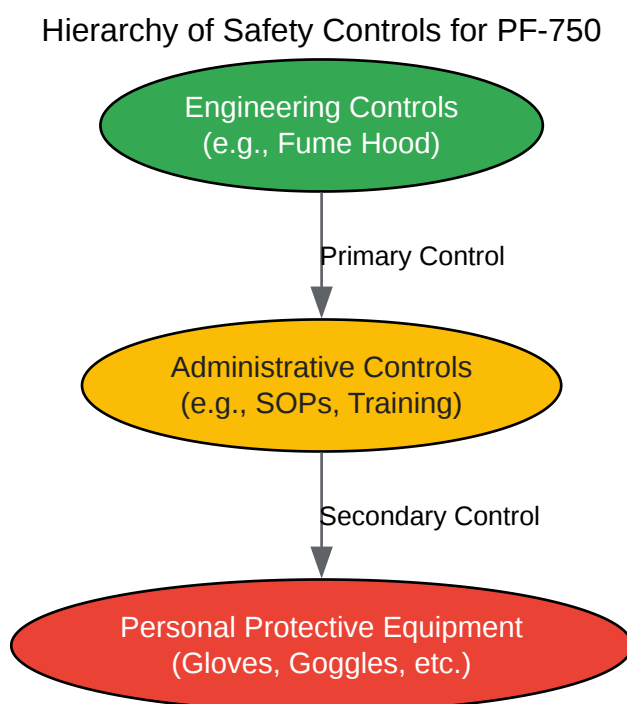 Hierarchy of Safety Controls for PF-750
Engineering Controls
(e.g., Fume Hood)
Primary Control
Administrative Controls
(e.g., SOPs, Training)
Secondary Control
Personal Protective Equipment
(Gloves, Goggles, etc.)